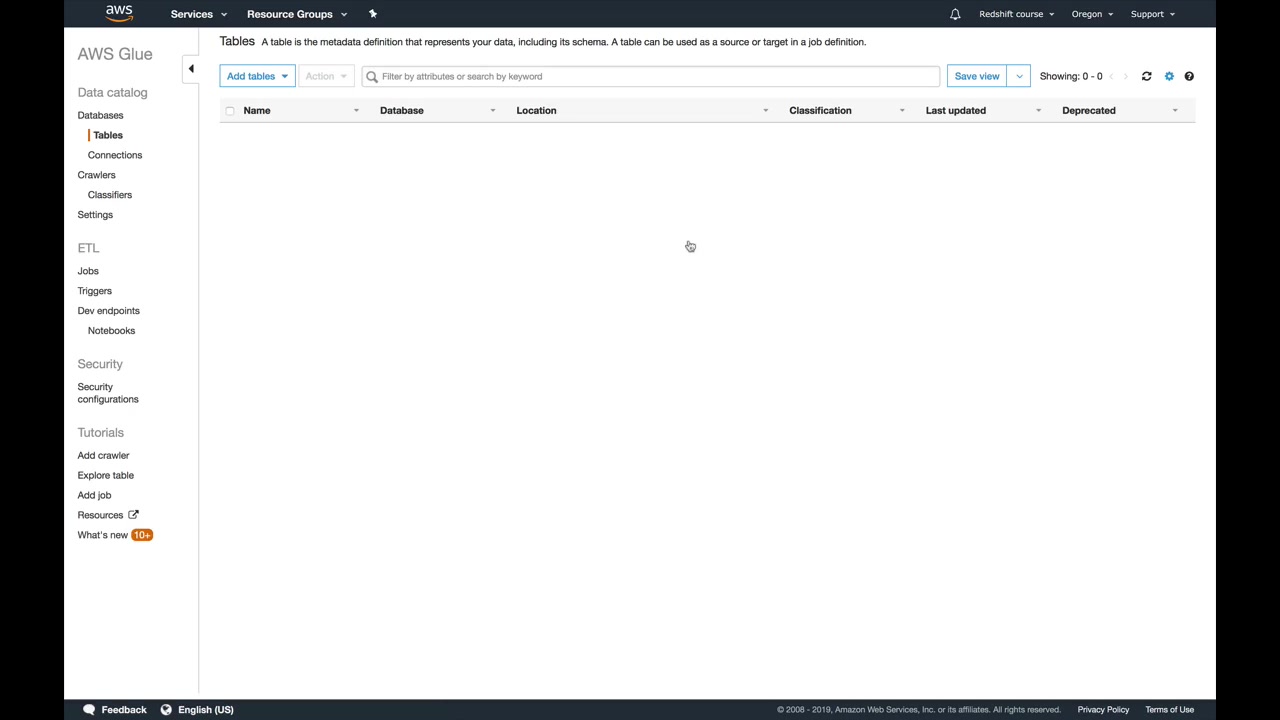 aws Services Resource Groups Redshift course Oregon Support
AWS Glue
Data catalog
Databases
Tables
Connections
Crawlers
Classifiers
Settings
ETL
Jobs
Triggers
Dev endpoints
Notebooks
Security
Security
configurations
Tutorials
Add crawler
Explore table
Add job
Resources
What's new 10+
Tables A table is the metadata definition that represents your data, including its schema. A table can be used as a source or target in a job definition.
Add tables Action Filter by attributes or search by keyword Save view Showing: 0 - 0
Name Database Location Classification Last updated Deprecated
Feedback English (US) © 2008 - 2019, Amazon Web Services, Inc. or its affiliates. All rights reserved. Privacy Policy Terms of Use